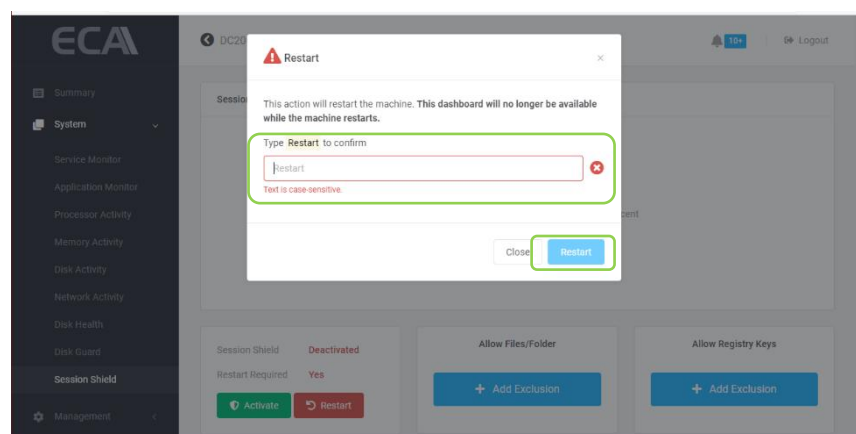 ECA
DC20
10+
Logout
Summary
System
Service Monitor
Application Monitor
Processor Activity
Memory Activity
Disk Activity
Network Activity
Disk Health
Disk Guard
Session Shield
Management
Restart
This action will restart the machine. This dashboard will no longer be available
while the machine restarts.
Type Restart to confirm
Restart
Text is case-sensitive.
Close
Restart
Session Shield Deactivated
Restart Required Yes
Activate Restart
Allow Files/Folder
+ Add Exclusion
Allow Registry Keys
+ Add Exclusion